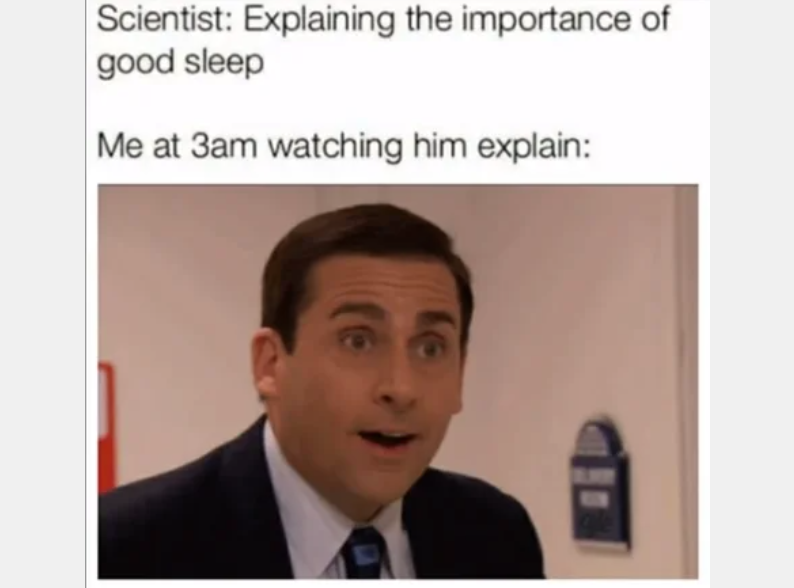 Scientist: Explaining the importance of
good sleep
Me at 3am watching him explain: